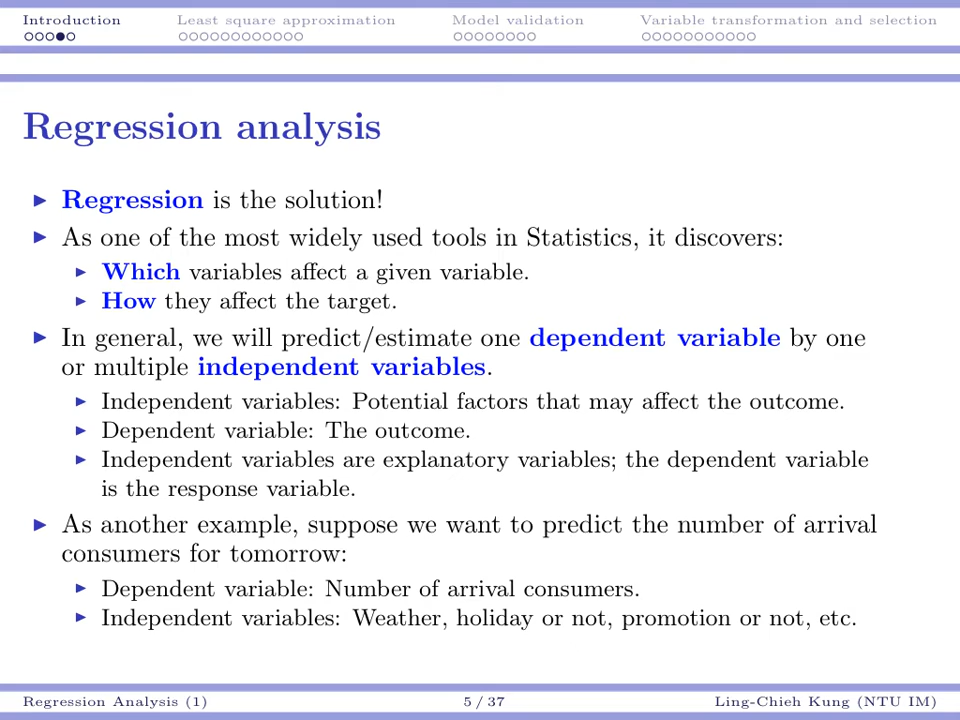 Introduction
Least square approximation
Model validation
Variable transformation and selection
Regression analysis
Regression is the solution!
As one of the most widely used tools in Statistics, it discovers:
Which variables affect a given variable.
How they affect the target.
In general, we will predict/estimate one dependent variable by one
or multiple independent variables.
Independent variables: Potential factors that may affect the outcome.
Dependent variable: The outcome.
Independent variables are explanatory variables; the dependent variable
is the response variable.
As another example, suppose we want to predict the number of arrival
consumers for tomorrow:
Dependent variable: Number of arrival consumers.
Independent variables: Weather, holiday or not, promotion or not, etc.
Regression Analysis (1)
5 / 37
Ling-Chieh Kung (NTU IM)